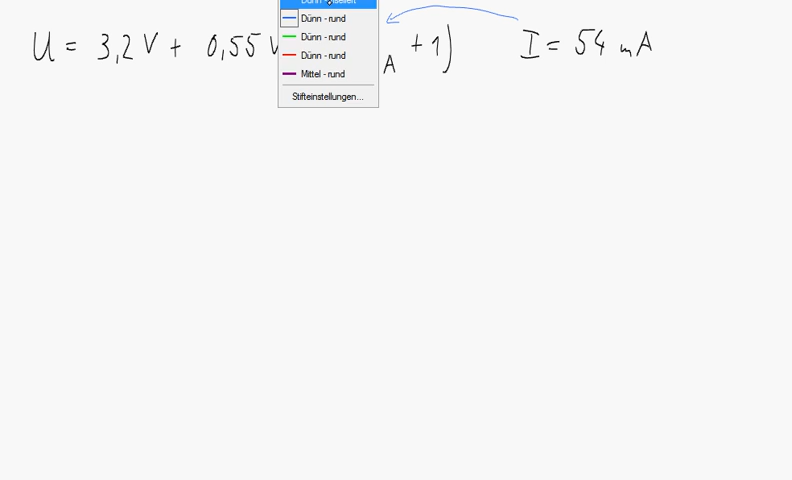 U = 3,2 V + 0,55 V A + 1) I = 54 mA
Dünn - rund
Dünn - rund
Dünn - rund
Mittel - rund
Stifteinstellungen...